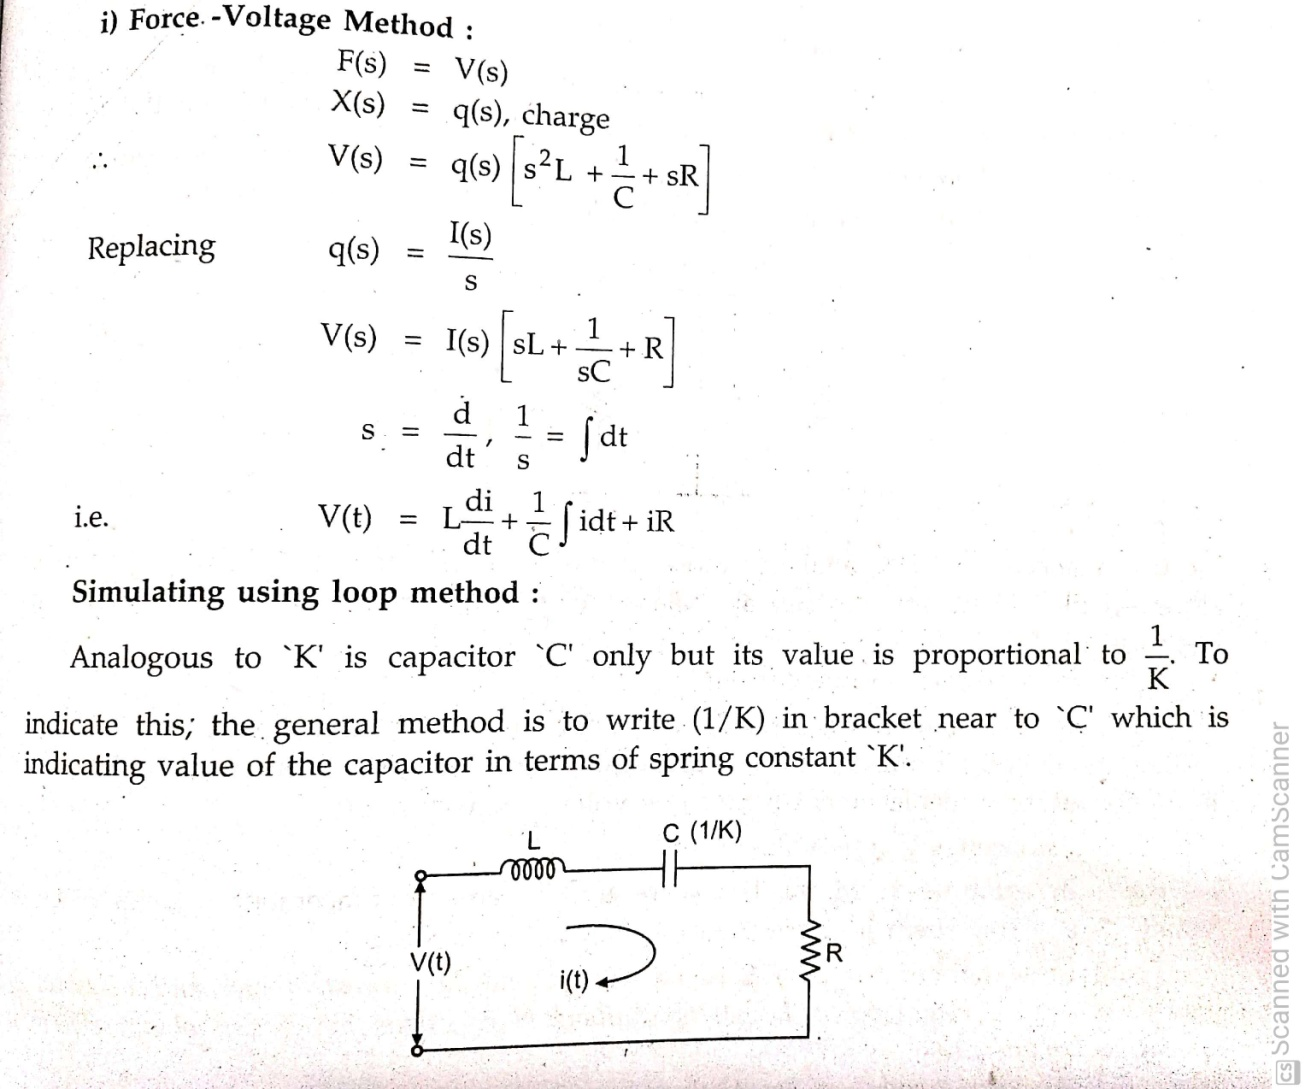 i) Force-Voltage Method :
F(s) = V(s)
X(s) = q(s), charge
∴ V(s) = q(s) [s²L + 1/C + sR]
Replacing q(s) = I(s)/s
V(s) = I(s) [sL + 1/sC + R]
s = d/dt, 1/s = ∫dt
i.e. V(t) = L di/dt + 1/C ∫idt + iR
Simulating using loop method :
Analogous to `K' is capacitor `C' only but its value is proportional to 1/K. To
indicate this; the general method is to write (1/K) in bracket near to `C' which is
indicating value of the capacitor in terms of spring constant `K'.
L
C (1/K)
R
V(t)
i(t)
CS Scanned with CamScanner